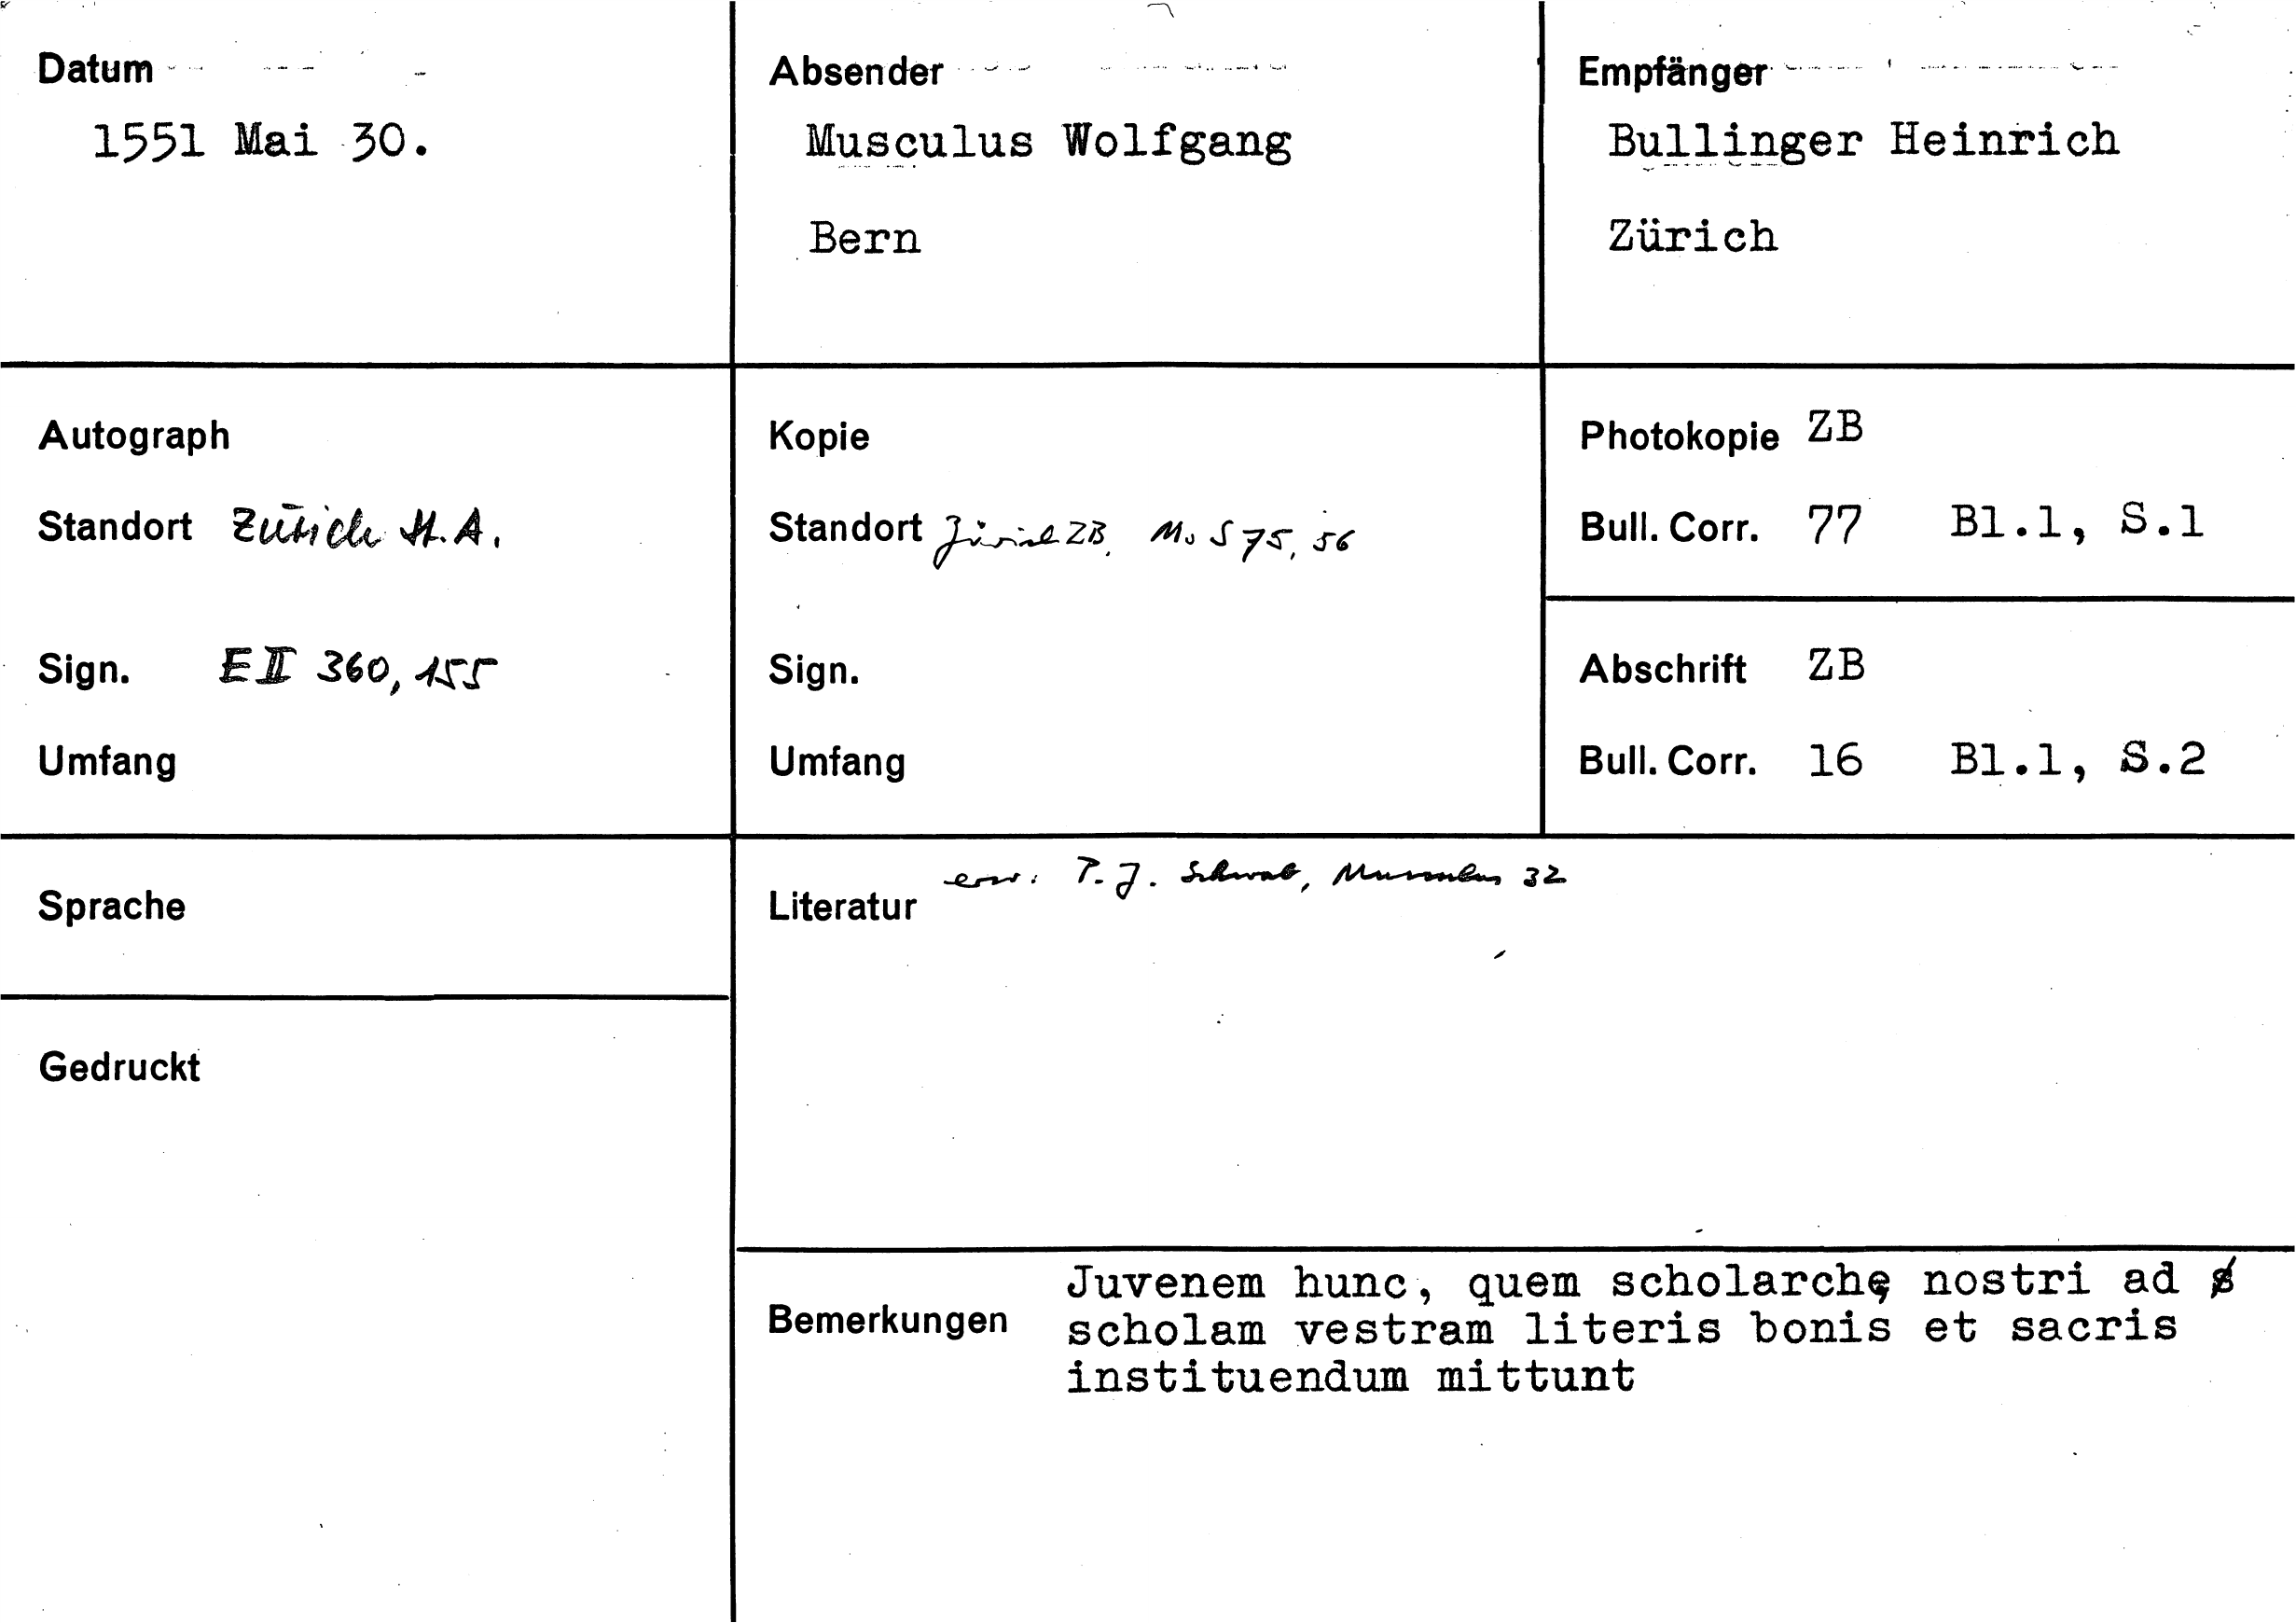 Datum
1551 Mai 30.
Absender
Musculus Wolfgang
Bern
Empfänger
Bullinger Heinrich
Zürich
Autograph
Standort Zürich St.A.
Sign. E II 360, 155
Umfang
Kopie
Standort Zürich ZB, Ms S 75, 56
Sign.
Umfang
Photokopie ZB
Bull. Corr. 77 Bl.1, S.1
Abschrift ZB
Bull. Corr. 16 Bl.1, S.2
Sprache
Gedruckt
Literatur erw: P. J. Schwab, Musculus 32
Bemerkungen
Juvenem hunc, quem scholarchę nostri ad
scholam vestram literis bonis et sacris
instituendum mittunt